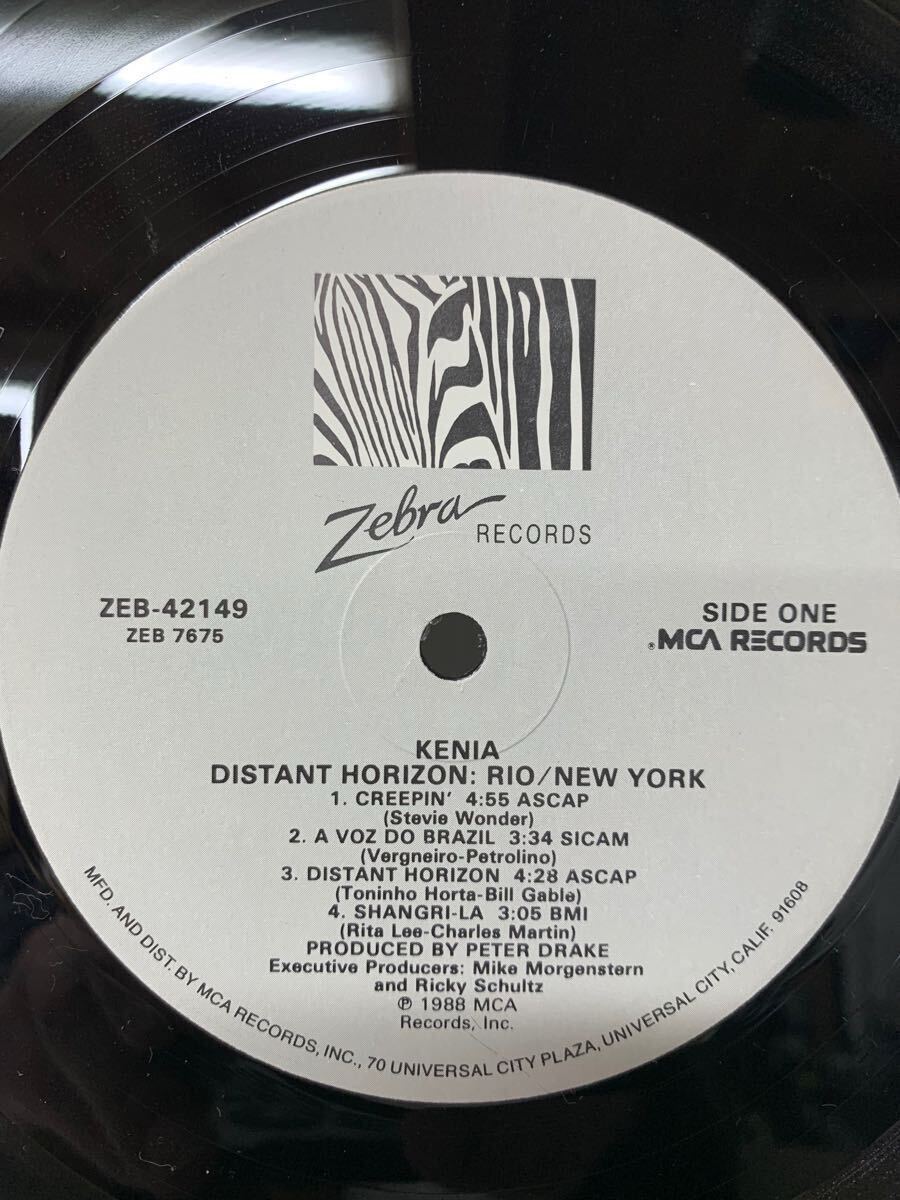 Zebra RECORDS
ZEB-42149
ZEB 7675
SIDE ONE
®MCA RECORDS
KENIA
DISTANT HORIZON: RIO/NEW YORK
1. CREEPIN' 4:55 ASCAP
(Stevie Wonder)
2. A VOZ DO BRAZIL 3:34 SICAM
(Vergneiro-Petrolino)
3. DISTANT HORIZON 4:28 ASCAP
(Toninho Horta-Bill Gable)
4. SHANGRI-LA 3:05 BMI
(Rita Lee-Charles Martin)
PRODUCED BY PETER DRAKE
Executive Producers: Mike Morgenstern
and Ricky Schultz
℗ 1988 MCA
Records, Inc.
MFD. AND DIST. BY MCA RECORDS, INC., 70 UNIVERSAL CITY PLAZA, UNIVERSAL CITY, CALIF. 91608